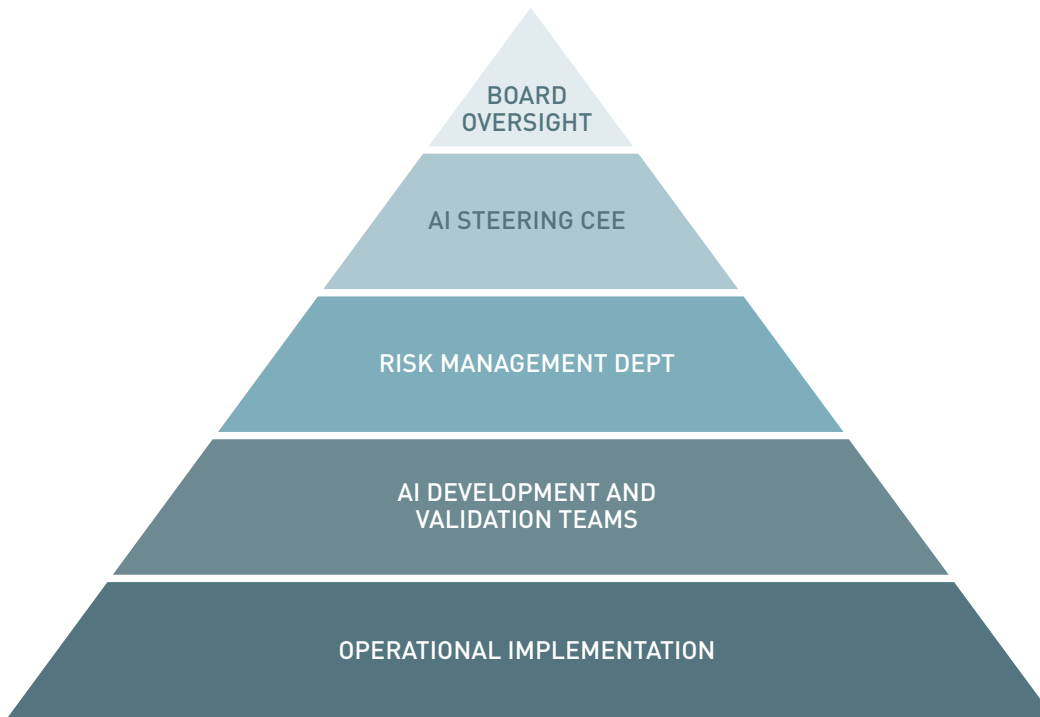 BOARD
OVERSIGHT
AI STEERING CEE
RISK MANAGEMENT DEPT
AI DEVELOPMENT AND
VALIDATION TEAMS
OPERATIONAL IMPLEMENTATION